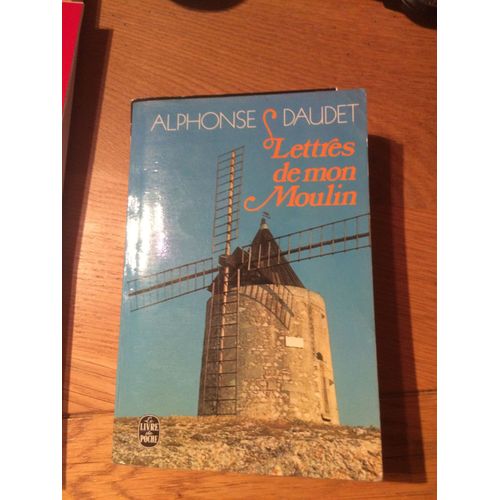 ALPHONSE DAUDET
Lettres
de mon
Moulin
Le
LIVRE
de
POCHE